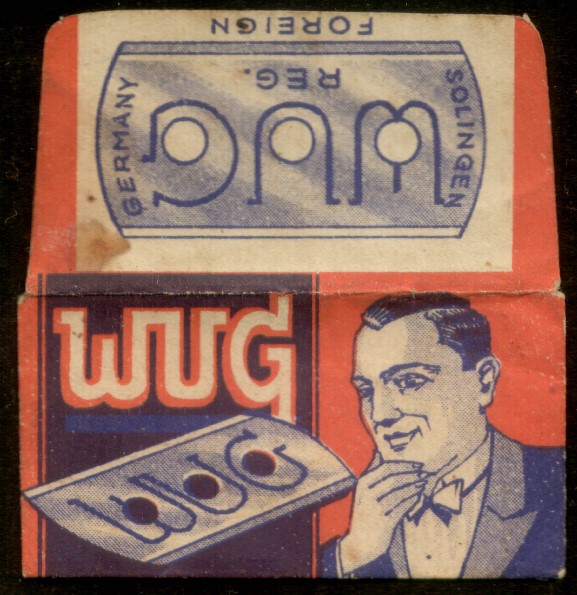 SOLINGEN
WUG
GERMANY
REG.
FOREIGN
WUG
WUG